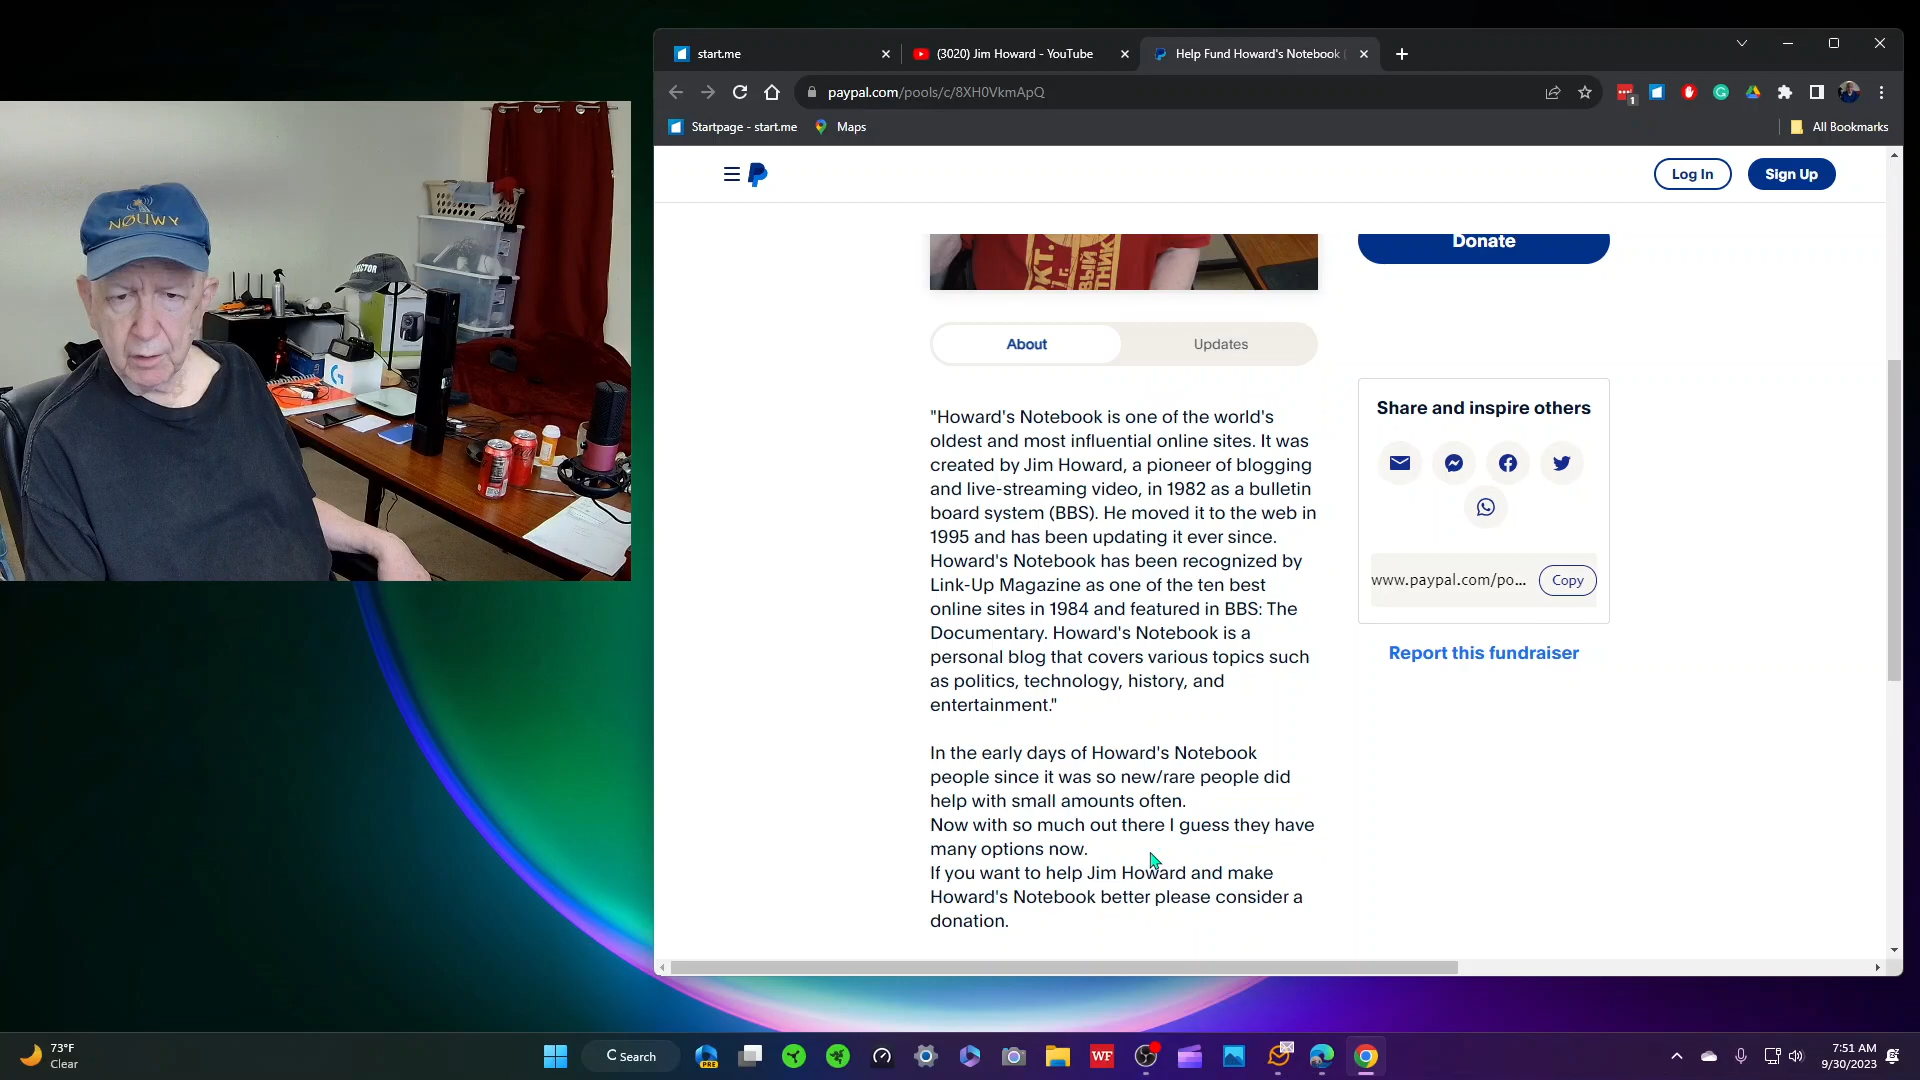 start.me
(3020) Jim Howard - YouTube
Help Fund Howard's Notebook
paypal.com/pools/c/8XH0VkmApQ
1
Startpage - start.me
Maps
All Bookmarks
Log In
Sign Up
NØUWY
Donate
ОКТ.
About
Updates
"Howard's Notebook is one of the world's
oldest and most influential online sites. It was
created by Jim Howard, a pioneer of blogging
and live-streaming video, in 1982 as a bulletin
board system (BBS). He moved it to the web in
1995 and has been updating it ever since.
Howard's Notebook has been recognized by
Link-Up Magazine as one of the ten best
online sites in 1984 and featured in BBS: The
Documentary. Howard's Notebook is a
personal blog that covers various topics such
as politics, technology, history, and
entertainment."
In the early days of Howard's Notebook
people since it was so new/rare people did
help with small amounts often.
Now with so much out there I guess they have
many options now.
If you want to help Jim Howard and make
Howard's Notebook better please consider a
donation.
Share and inspire others
www.paypal.com/po...
Copy
Report this fundraiser
73°F
Clear
Search
PRE
WF
7:51 AM
9/30/2023